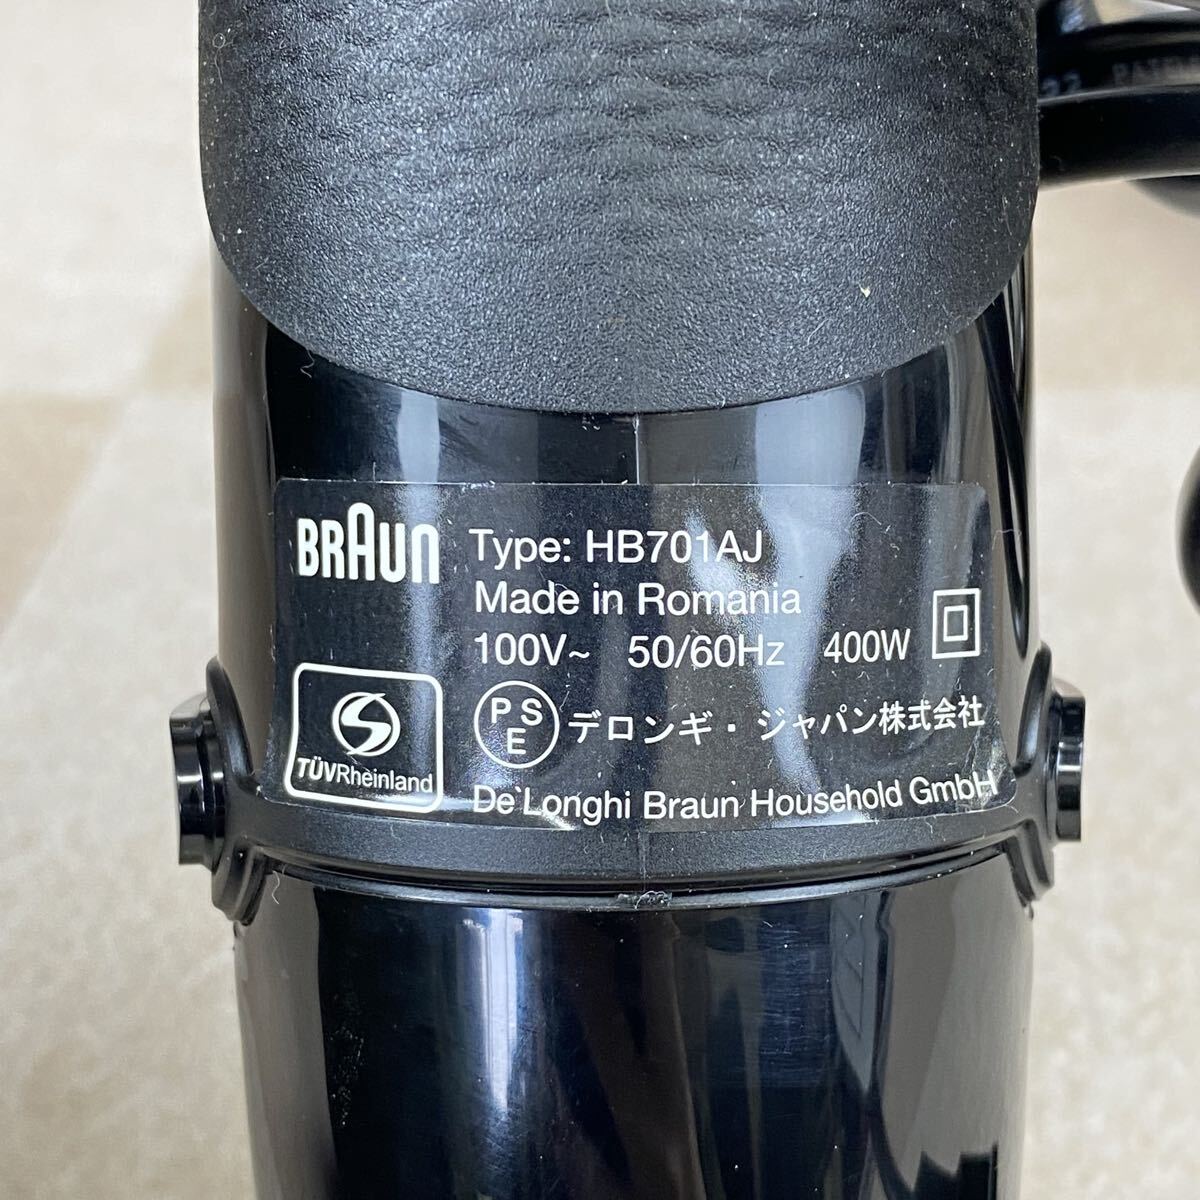 BRAUN
Type: HB701AJ
Made in Romania
100V~ 50/60Hz 400W
TÜVRheinland
PSE
デロンギ・ジャパン株式会社
De'Longhi Braun Household GmbH